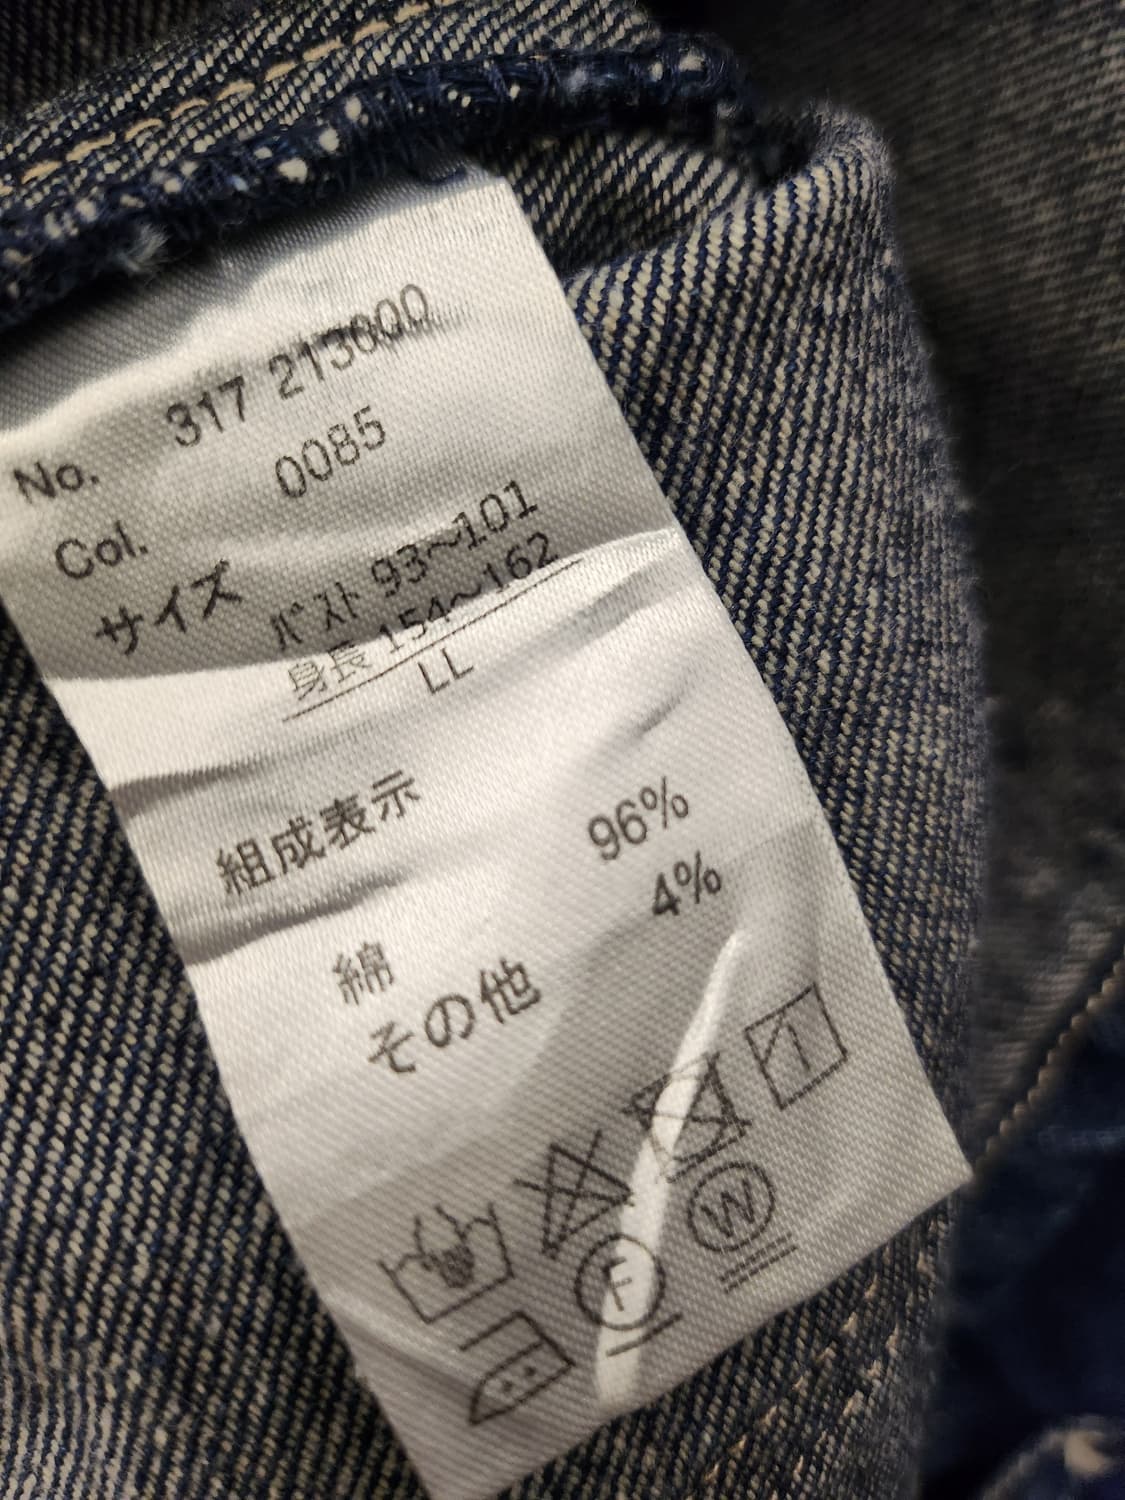 No. 317 213000
Col. 0085
サイズ
バスト 93~101
身長 154~162
LL
組成表示
綿 96%
その他 4%
F
W